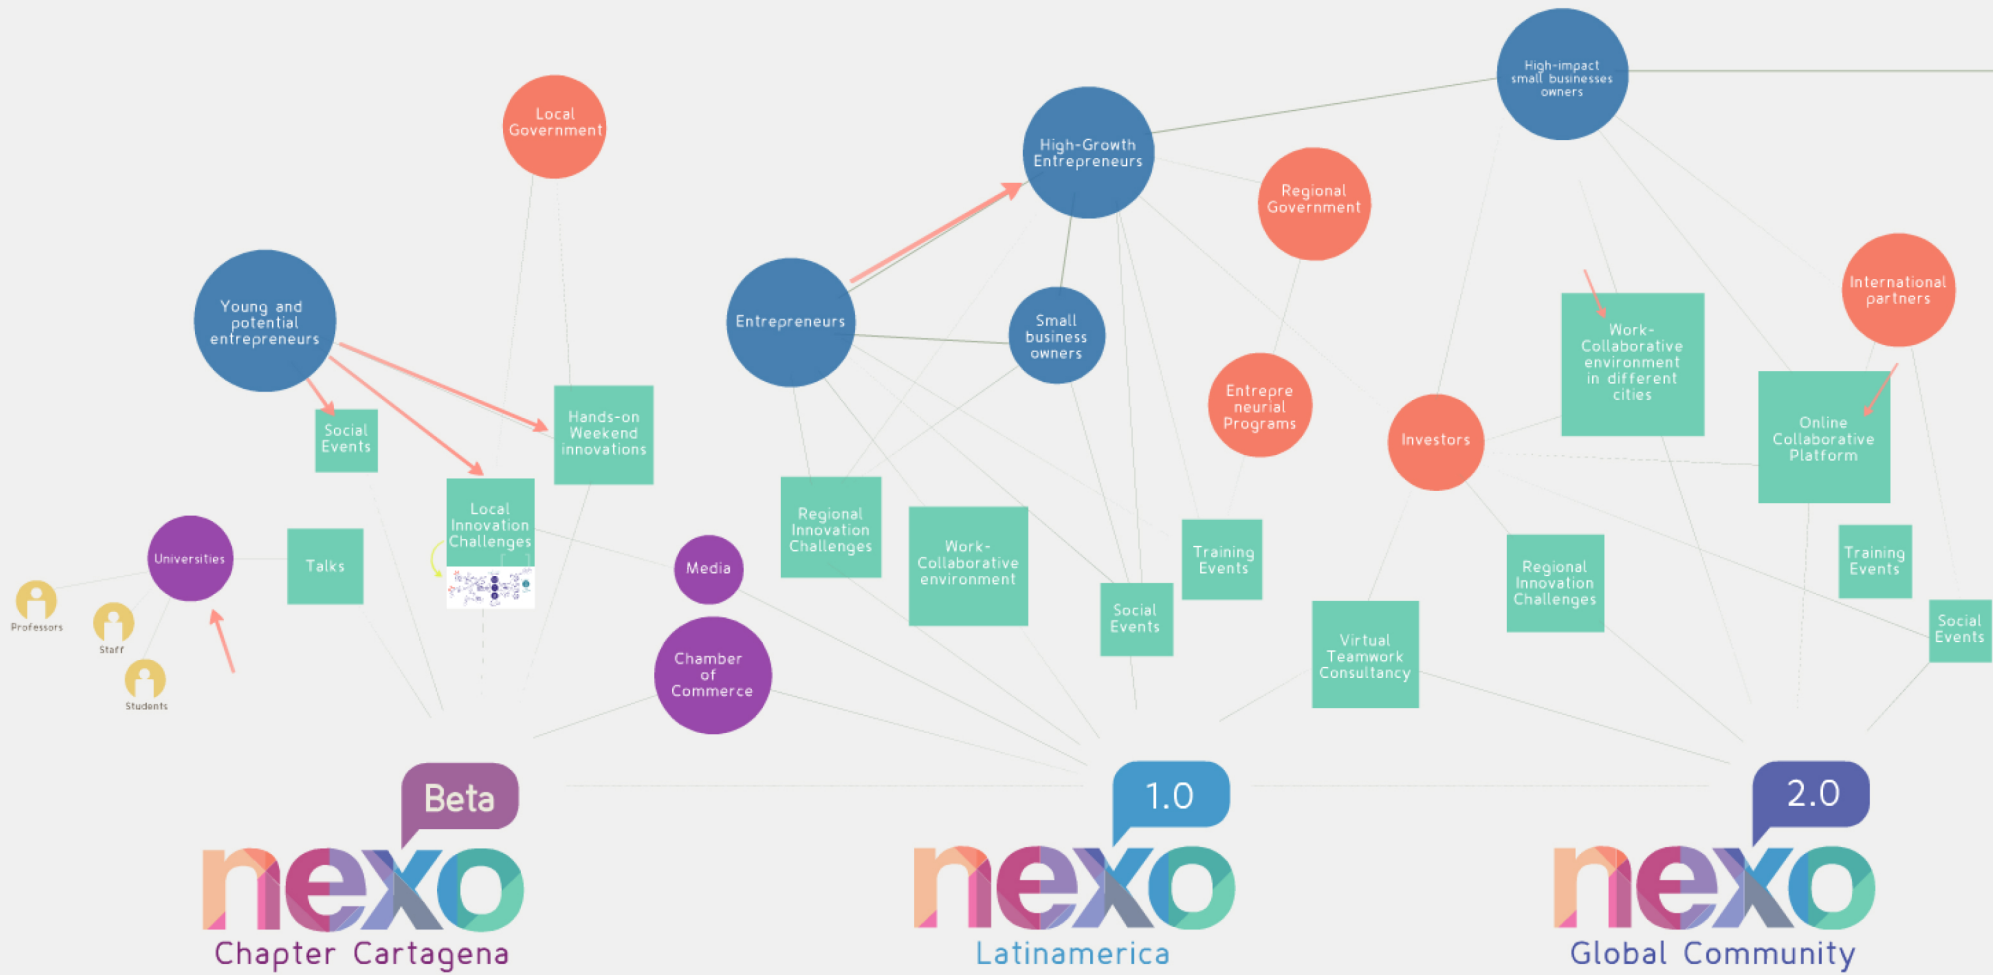 High-impact
small businesses
owners
Local
Government
High-Growth
Entrepreneurs
Regional
Government
Young and
potential
entrepreneurs
Entrepreneurs
Small
business
owners
International
partners
Work-
Collaborative
environment
in different
cities
Social
Events
Hands-on
Weekend
innovations
Entrepre
neurial
Programs
Investors
Online
Collaborative
Platform
Local
Innovation
Challenges
Regional
Innovation
Challenges
Work-
Collaborative
environment
Training
Events
Regional
Innovation
Challenges
Training
Events
Universities
Talks
Media
Professors
Staff
Students
Chamber
of
Commerce
Social
Events
Virtual
Teamwork
Consultancy
Social
Events
Beta
nexo
Chapter Cartagena
1.0
nexo
Latinamerica
2.0
nexo
Global Community